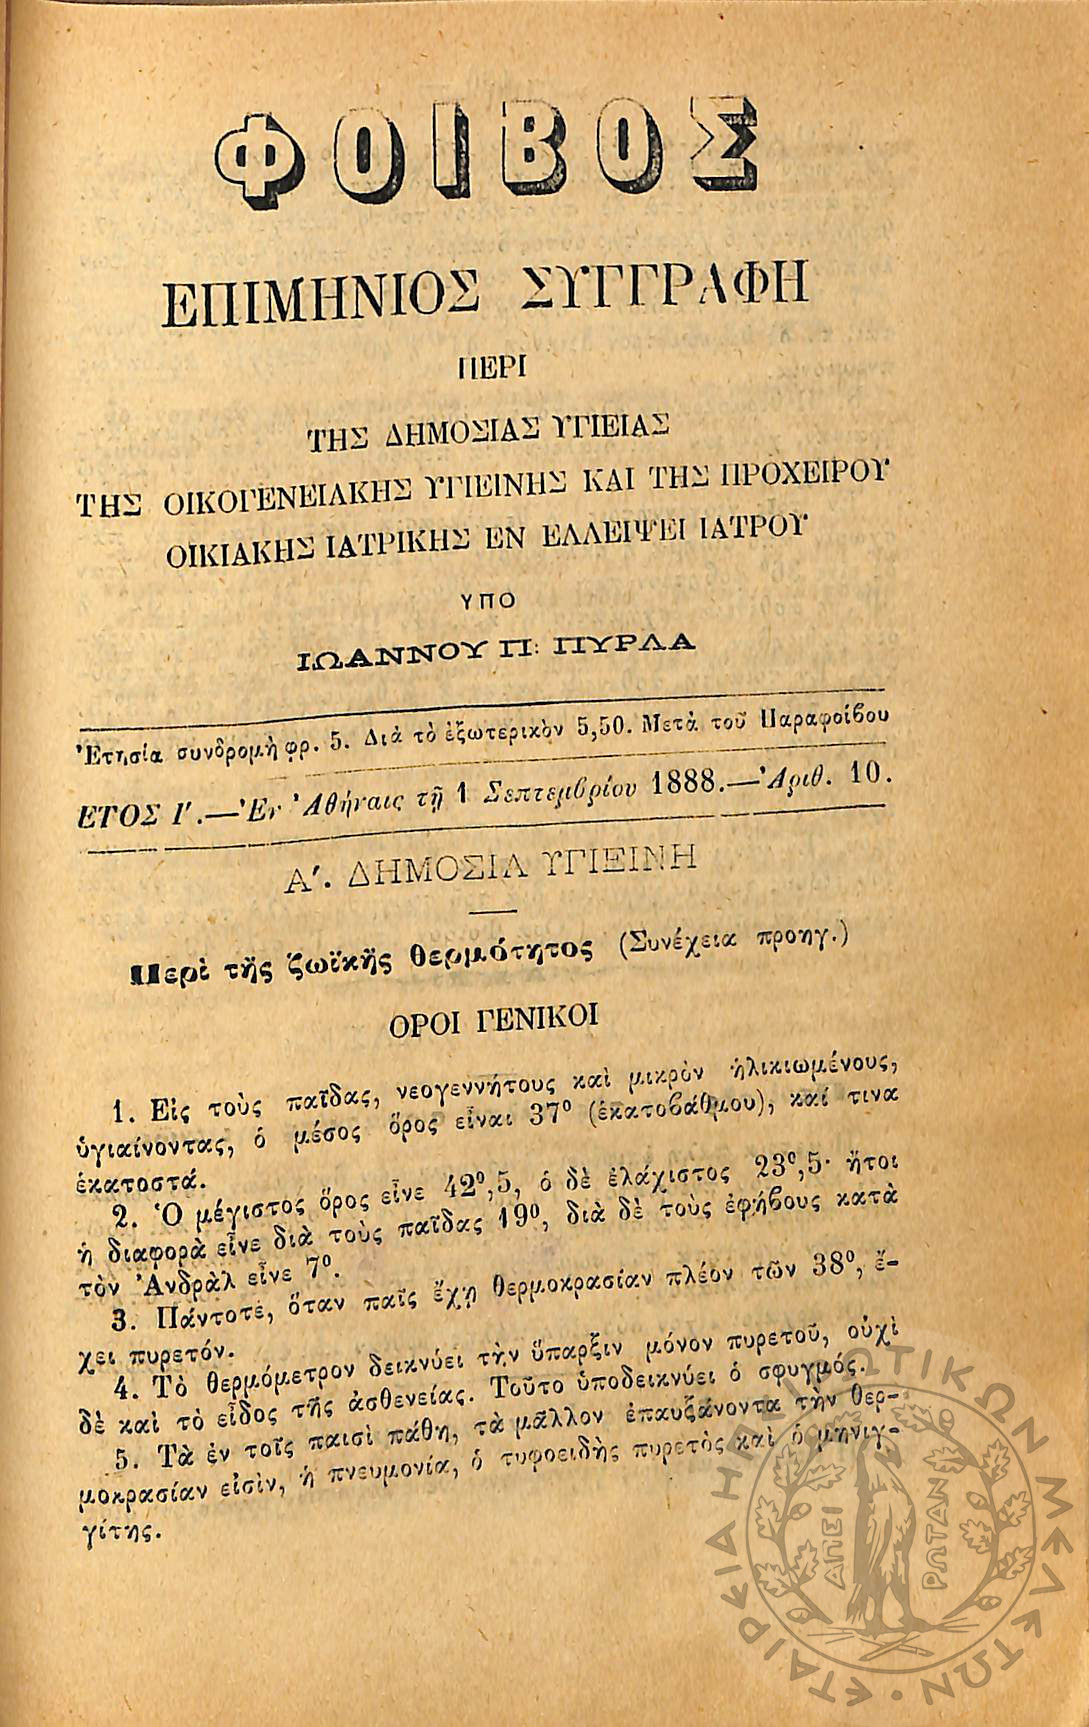 ΦΟΙΒΟΣ
ΕΠΙΜΗΝΙΟΣ ΣΥΓΓΡΑΦΗ
ΠΕΡΙ
ΤΗΣ ΔΗΜΟΣΙΑΣ ΥΓΙΕΙΑΣ
ΤΗΣ ΟΙΚΟΓΕΝΕΙΑΚΗΣ ΥΓΙΕΙΝΗΣ ΚΑΙ ΤΗΣ ΠΡΟΧΕΙΡΟΥ
ΟΙΚΙΑΚΗΣ ΙΑΤΡΙΚΗΣ ΕΝ ΕΛΛΕΙΨΕΙ ΙΑΤΡΟΥ
ΥΠΟ
ΙΩΑΝΝΟΥ Π. ΠΥΡΛΑ
Ἐτησία συνδρομὴ φρ. 5. Διὰ τὸ ἐξωτερικὸν 5,50. Μετὰ τοῦ Παραφοίβου
ΕΤΟΣ Ι′.—Ἐν Ἀθήναις τῇ 1 Σεπτεμβρίου 1888.—Ἀριθ. 10.
Α′. ΔΗΜΟΣΙΑ ΥΓΙΕΙΝΗ
Περὶ τῆς ζωϊκῆς θερμότητος (Συνέχεια προηγ.)
ΟΡΟΙ ΓΕΝΙΚΟΙ
1. Εἰς τοὺς παῖδας, νεογεννήτους καὶ μικρὸν ἡλικιωμένους,
ὑγιαίνοντας, ὁ μέσος ὅρος εἶναι 37° (ἑκατοβάθμου), καί τινα
ἑκατοστά.
2. Ὁ μέγιστος ὅρος εἶνε 42°,5, ὁ δὲ ἐλάχιστος 23°,5· ἤτοι
ἡ διαφορὰ εἶνε διὰ τοὺς παῖδας 19°, διὰ δὲ τοὺς ἐφήβους κατὰ
τὸν Ἀνδρὰλ εἶνε 7°.
3. Πάντοτε, ὅταν παῖς ἔχῃ θερμοκρασίαν πλέον τῶν 38°, ἔ-
χει πυρετόν.
4. Τὸ θερμόμετρον δεικνύει τὴν ὕπαρξιν μόνον πυρετοῦ, οὐχὶ
δὲ καὶ τὸ εἶδος τῆς ἀσθενείας. Τοῦτο ὑποδεικνύει ὁ σφυγμός.
5. Τὰ ἐν τοῖς παισὶ πάθη, τὰ μᾶλλον ἐπαυξάνοντα τὴν θερ-
μοκρασίαν εἰσὶν, ἡ πνευμονία, ὁ τυφοειδὴς πυρετὸς καὶ ὁ μηνιγ-
γίτης.
ΕΤΑΙΡΕΙΑ ΗΠΕΙΡΩΤΙΚΩΝ ΜΕΛΕΤΩΝ
ΑΠΕΙ
ΡΩΤΑΝ